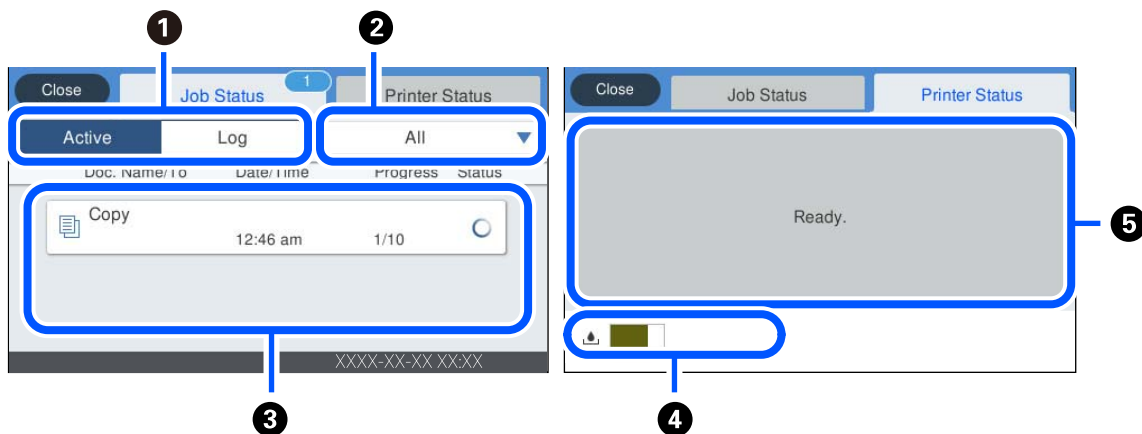 1 2
Close Job Status 1 Printer Status
Active Log All
Doc. Name/To Date/Time Progress Status
Copy
12:46 am 1/10
XXXX-XX-XX XX:XX
3
Close Job Status Printer Status
Ready.
5
4